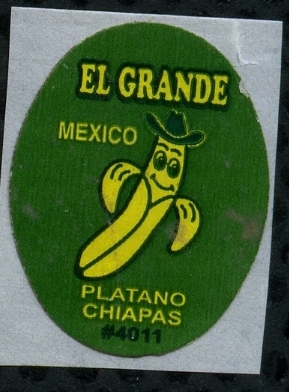 EL GRANDE
MEXICO
PLATANO
CHIAPAS
#4011